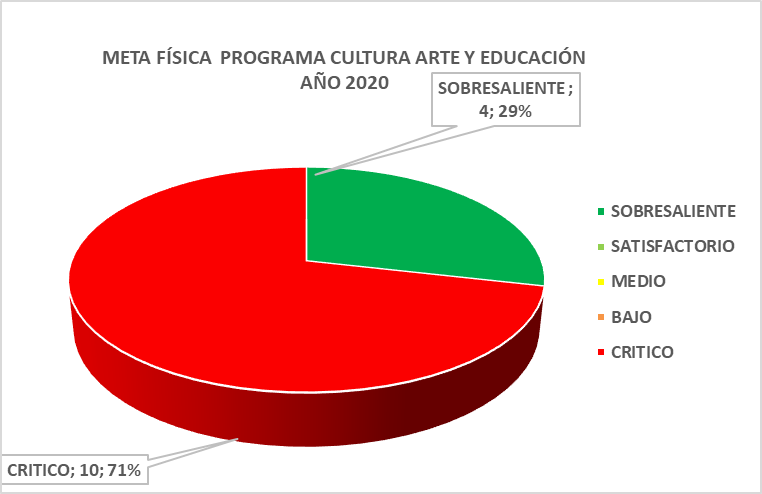 META FÍSICA PROGRAMA CULTURA ARTE Y EDUCACIÓN
AÑO 2020
SOBRESALIENTE ;
4; 29%
SOBRESALIENTE
SATISFACTORIO
MEDIO
BAJO
CRITICO
CRITICO; 10; 71%